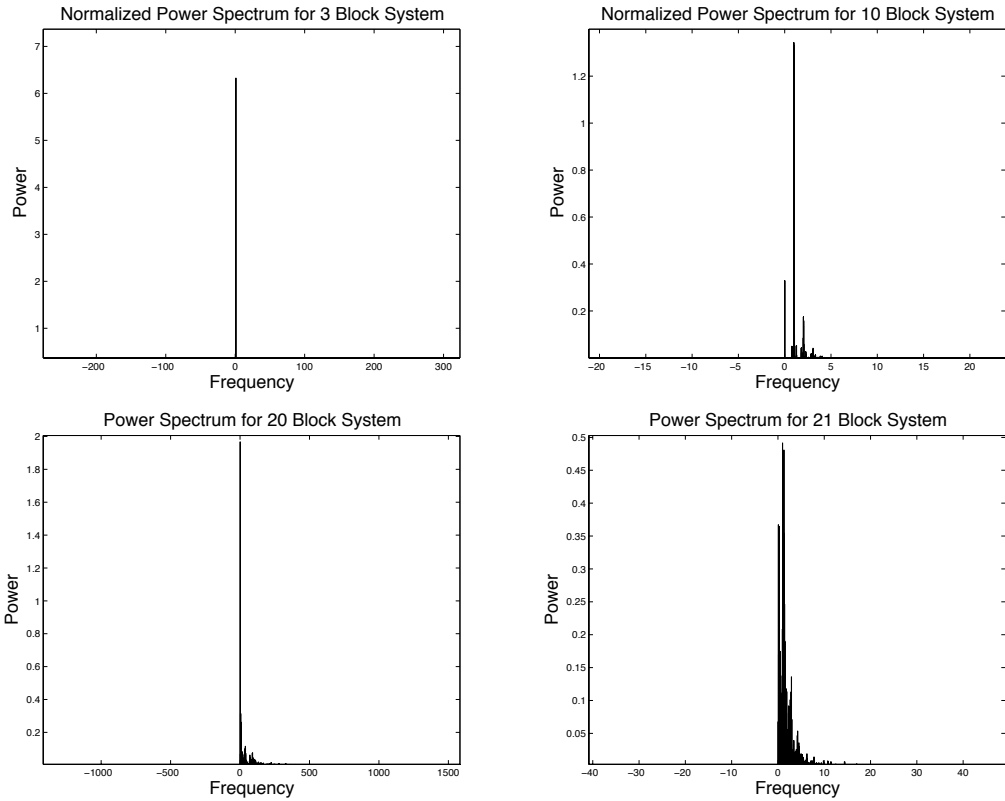 Normalized Power Spectrum for 3 Block System
7
6
5
4
3
2
1
Power
−200 −100 0 100 200 300
Frequency
Normalized Power Spectrum for 10 Block System
1.2
1
0.8
0.6
0.4
0.2
Power
−20 −15 −10 −5 0 5 10 15 20
Frequency
Power Spectrum for 20 Block System
2
1.8
1.6
1.4
1.2
1
0.8
0.6
0.4
0.2
Power
−1000 −500 0 500 1000 1500
Frequency
Power Spectrum for 21 Block System
0.5
0.45
0.4
0.35
0.3
0.25
0.2
0.15
0.1
0.05
Power
−40 −30 −20 −10 0 10 20 30 40
Frequency